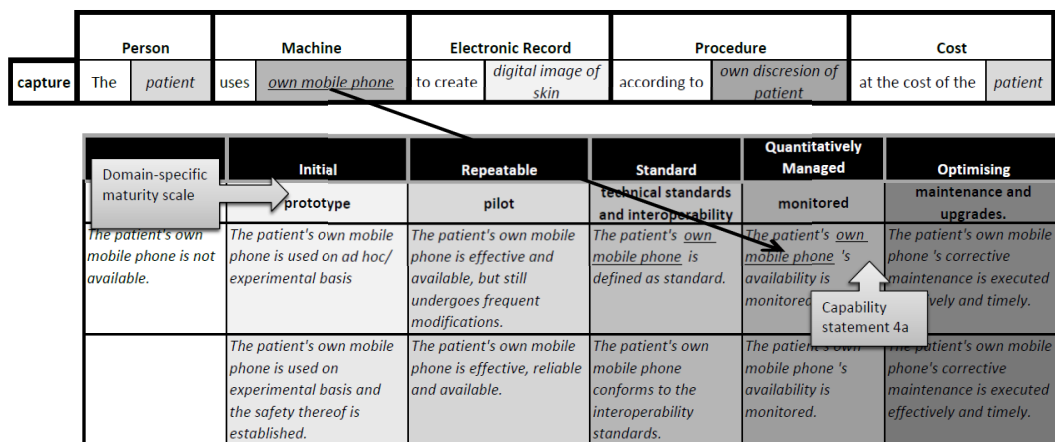 Person Machine Electronic Record Procedure Cost
capture The patient uses own mobile phone to create digital image of skin according to own discresion of patient at the cost of the patient
Initial Repeatable Standard Quantitatively Managed Optimising
Domain-specific
maturity scale
prototype pilot technical standards and interoperability monitored maintenance and upgrades.
The patient's own
mobile phone is not
available.
The patient's own mobile
phone is used on ad hoc/
experimental basis
The patient's own mobile
phone is effective and
available, but still
undergoes frequent
modifications.
The patient's own
mobile phone is
defined as standard.
The patient's own
mobile phone 's
availability is
monitored
Capability
statement 4a
The patient's own mobile
phone 's corrective
maintenance is executed
and timely.
The patient's own mobile
phone is used on
experimental basis and
the safety thereof is
established.
The patient's own mobile
phone is effective, reliable
and available.
The patient's own
mobile phone
conforms to the
interoperability
standards.
The patient's own
mobile phone 's
availability is
monitored.
The patient's own mobile
phone's corrective
maintenance is executed
effectively and timely.